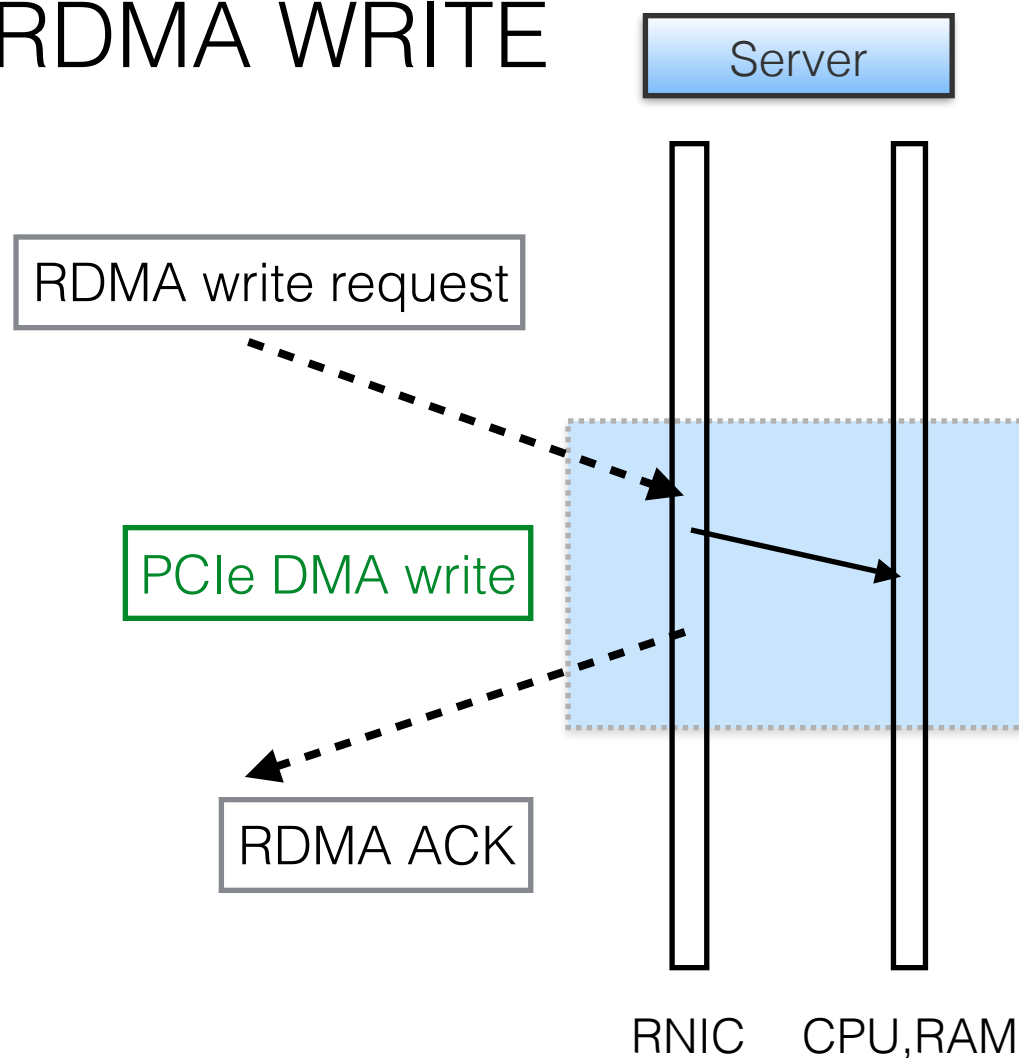 RDMA WRITE
Server
RDMA write request
PCIe DMA write
RDMA ACK
RNIC
CPU,RAM